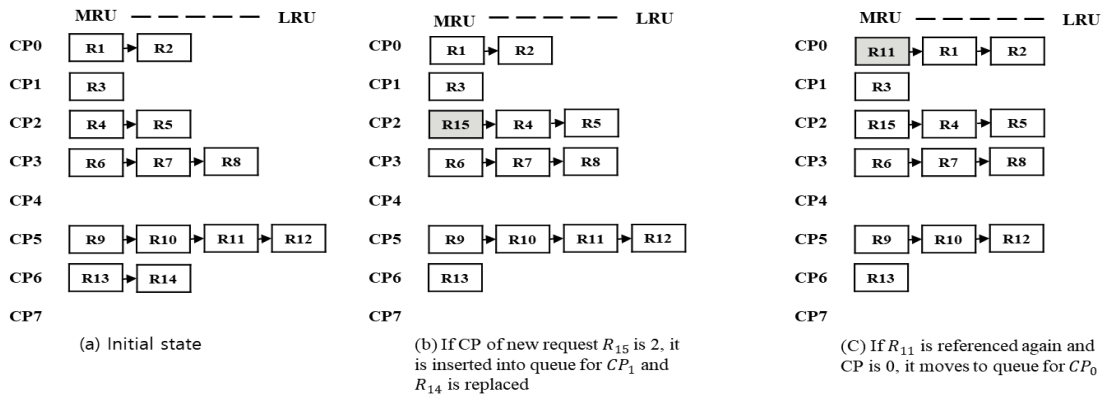 MRU — — — — — LRU
CP0 R1 R2
CP1 R3
CP2 R4 R5
CP3 R6 R7 R8
CP4
CP5 R9 R10 R11 R12
CP6 R13 R14
CP7
(a) Initial state
MRU — — — — — LRU
CP0 R1 R2
CP1 R3
CP2 R15 R4 R5
CP3 R6 R7 R8
CP4
CP5 R9 R10 R11 R12
CP6 R13
CP7
(b) If CP of new request R₁₅ is 2, it
is inserted into queue for CP₁ and
R₁₄ is replaced
MRU — — — — — LRU
CP0 R11 R1 R2
CP1 R3
CP2 R15 R4 R5
CP3 R6 R7 R8
CP4
CP5 R9 R10 R12
CP6 R13
CP7
(C) If R₁₁ is referenced again and
CP is 0, it moves to queue for CP₀